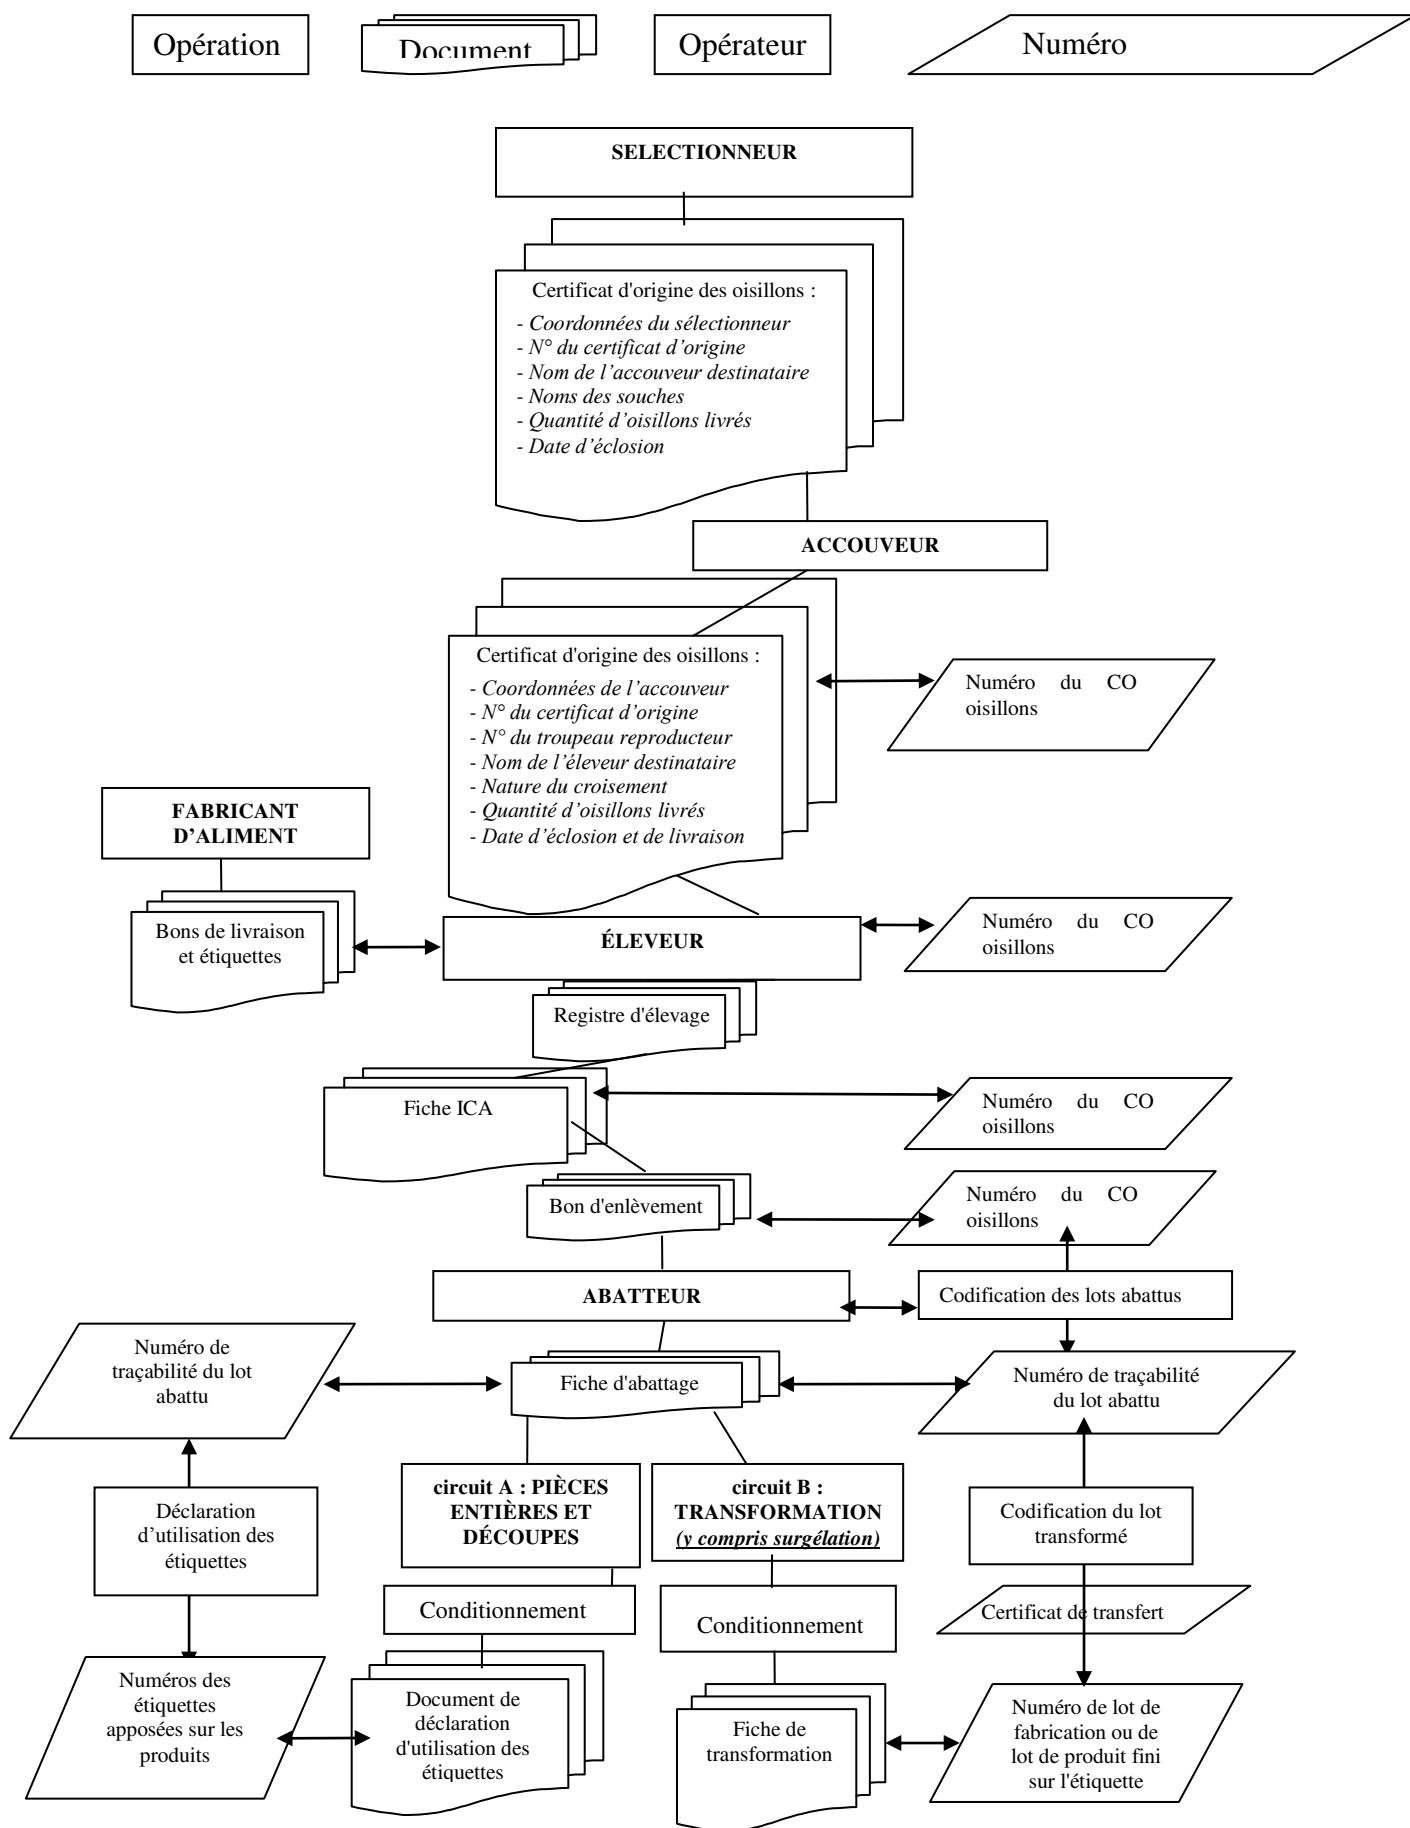 Opération
Document
Opérateur
Numéro
SELECTIONNEUR
Certificat d'origine des oisillons :
- Coordonnées du sélectionneur
- N° du certificat d'origine
- Nom de l'accouveur destinataire
- Noms des souches
- Quantité d'oisillons livrés
- Date d'éclosion
ACCOUVEUR
Certificat d'origine des oisillons :
- Coordonnées de l'accouveur
- N° du certificat d'origine
- N° du troupeau reproducteur
- Nom de l'éleveur destinataire
- Nature du croisement
- Quantité d'oisillons livrés
- Date d'éclosion et de livraison
Numéro du CO
oisillons
FABRICANT
D'ALIMENT
Bons de livraison
et étiquettes
ÉLEVEUR
Numéro du CO
oisillons
Registre d'élevage
Fiche ICA
Numéro du CO
oisillons
Bon d'enlèvement
Numéro du CO
oisillons
ABATTEUR
Codification des lots abattus
Numéro de
traçabilité du lot
abattu
Fiche d'abattage
Numéro de traçabilité
du lot abattu
Déclaration
d'utilisation des
étiquettes
circuit A : PIÈCES
ENTIÈRES ET
DÉCOUPES
circuit B :
TRANSFORMATION
(y compris surgélation)
Codification du lot
transformé
Conditionnement
Conditionnement
Certificat de transfert
Numéros des
étiquettes
apposées sur les
produits
Document de
déclaration
d'utilisation des
étiquettes
Fiche de
transformation
Numéro de lot de
fabrication ou de
lot de produit fini
sur l'étiquette